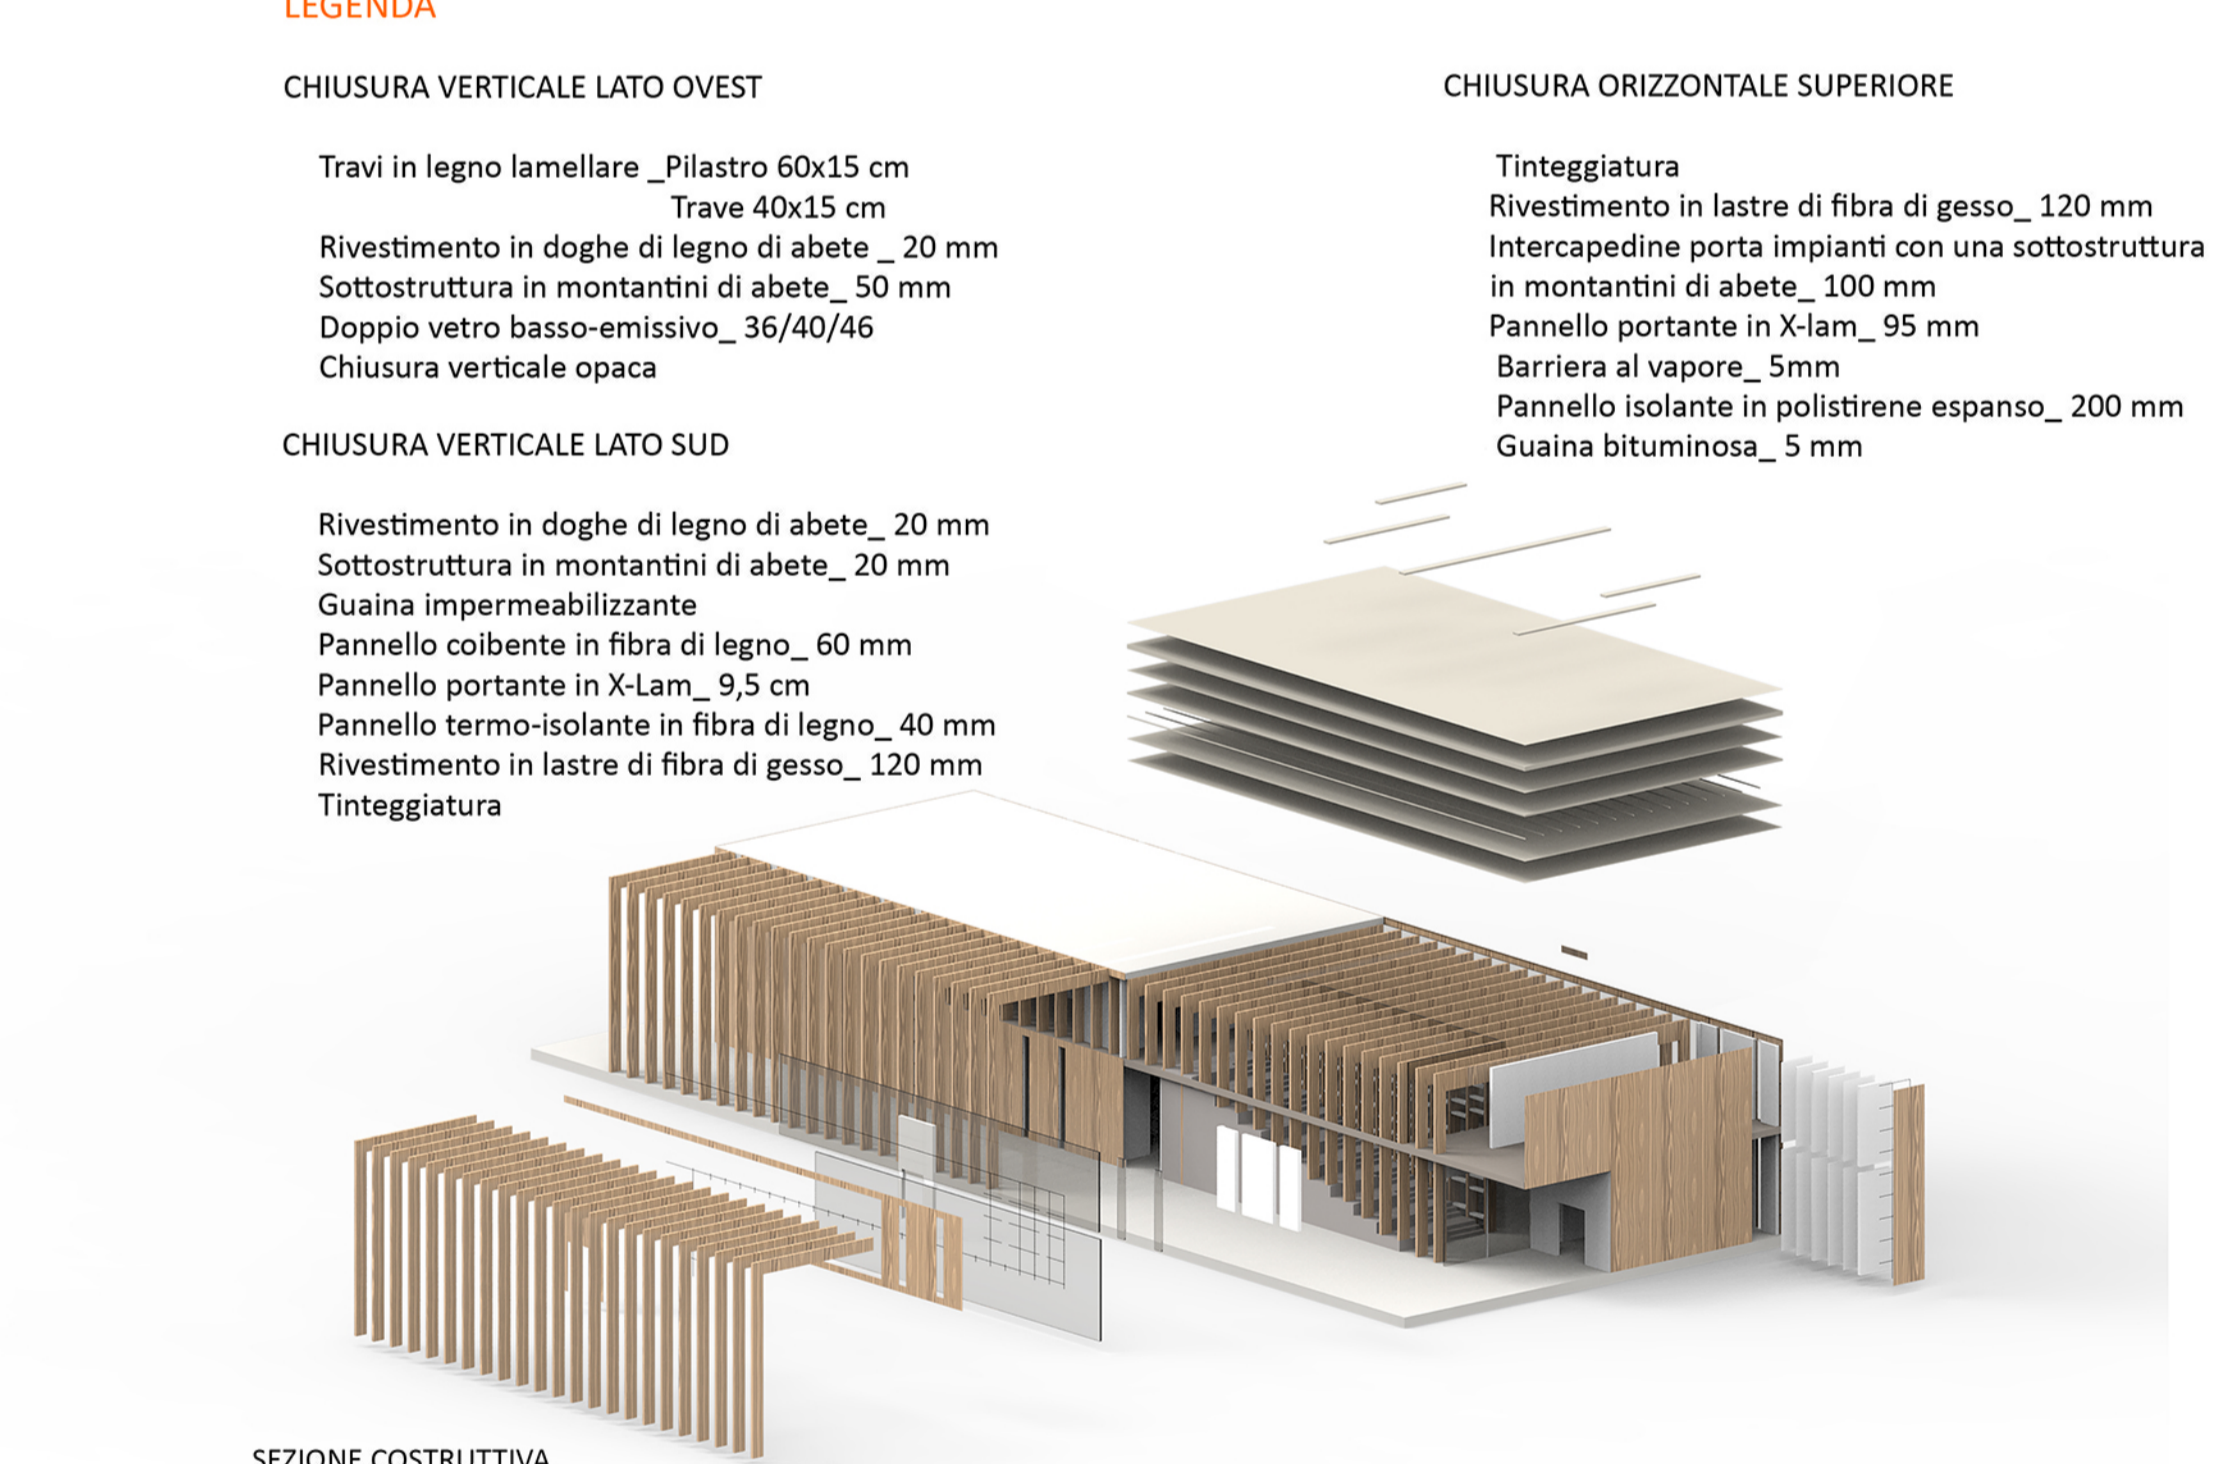 LEGENDA
CHIUSURA VERTICALE LATO OVEST
Travi in legno lamellare _Pilastro 60x15 cm
Trave 40x15 cm
Rivestimento in doghe di legno di abete _ 20 mm
Sottostruttura in montantini di abete_ 50 mm
Doppio vetro basso-emissivo_ 36/40/46
Chiusura verticale opaca
CHIUSURA VERTICALE LATO SUD
Rivestimento in doghe di legno di abete_ 20 mm
Sottostruttura in montantini di abete_ 20 mm
Guaina impermeabilizzante
Pannello coibente in fibra di legno_ 60 mm
Pannello portante in X-Lam_ 9,5 cm
Pannello termo-isolante in fibra di legno_ 40 mm
Rivestimento in lastre di fibra di gesso_ 120 mm
Tinteggiatura
CHIUSURA ORIZZONTALE SUPERIORE
Tinteggiatura
Rivestimento in lastre di fibra di gesso_ 120 mm
Intercapedine porta impianti con una sottostruttura
in montantini di abete_ 100 mm
Pannello portante in X-lam_ 95 mm
Barriera al vapore_ 5mm
Pannello isolante in polistirene espanso_ 200 mm
Guaina bituminosa_ 5 mm
SEZIONE COSTRUTTIVA